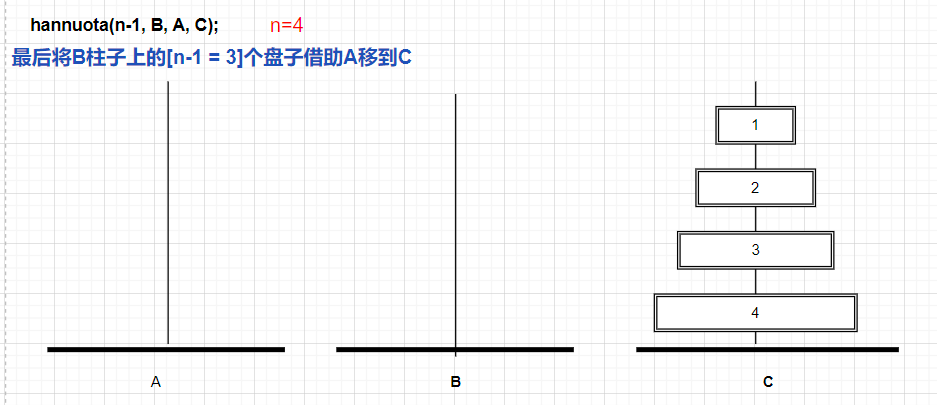 hannuota(n-1, B, A, C); n=4
最后将B柱子上的[n-1 = 3]个盘子借助A移到C
1
2
3
4
A B C